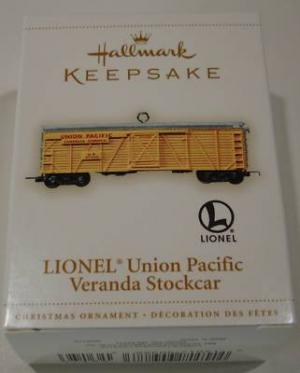 Hallmark
KEEPSAKE
UNION PACIFIC
LIONEL
LIONEL® Union Pacific
Veranda Stockcar
CHRISTMAS ORNAMENT • DÉCORATION DES FÊTES